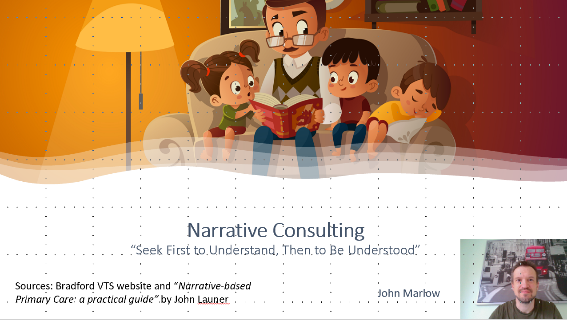 Narrative Consulting
“Seek First to Understand, Then to Be Understood”
Sources: Bradford VTS website and “Narrative-based
Primary Care: a practical guide” by John Launer
John Marlow